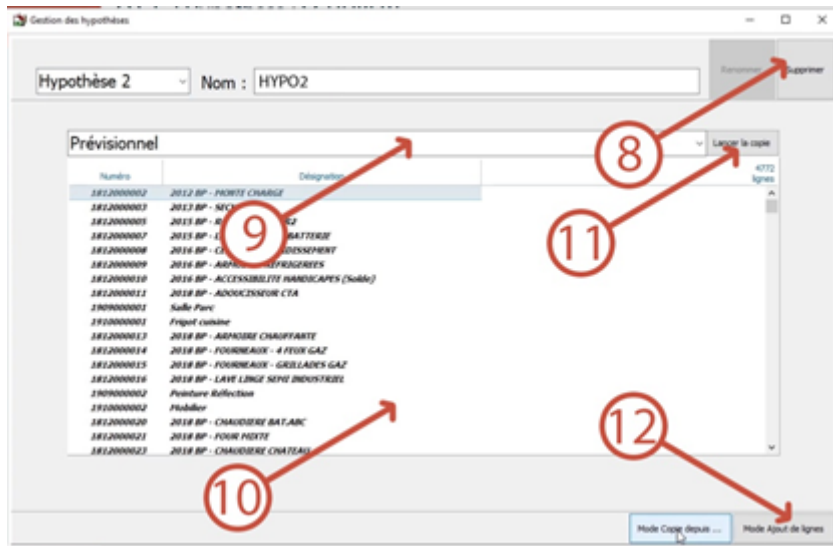 Gestion des hypothèses
Hypothèse 2 Nom : HYPO2 Renommer Supprimer
8
Prévisionnel Lancer la copie
Numéro Désignation 4772
lignes
1812000002 2012 BP - MONTE CHARGE
1812000003 2013 BP -
1812000005 2015 BP -
1812000007 2015 BP - BATTERIE
1812000008 2016 BP -
1812000009 2016 BP - REFRIGEREES
1812000010 2016 BP - ACCESSIBILITE HANDICAPES (Solde)
1812000011 2018 BP - ADOUCISSEUR CTA
1909000001 Salle Parc
1910000001 Frigot cuisine
1812000013 2018 BP - ARMOIRE CHAUFFANTE
1812000014 2018 BP - FOURNEAUX - 4 FEUX GAZ
1812000015 2018 BP - FOURNEAUX - GRILLADES GAZ
1812000016 2018 BP - LAVE LINGE SEMI INDUSTRIEL
1909000002 Peinture Réfection
1910000002 Mobilier
1812000020 2018 BP - CHAUDIERE BAT.ABC
1812000021 2018 BP - FOUR MIXTE
1812000023 2018 BP - CHAUDIERE CHATEAU
9
11
10
12
Mode Copie depuis ... Mode Ajout de lignes